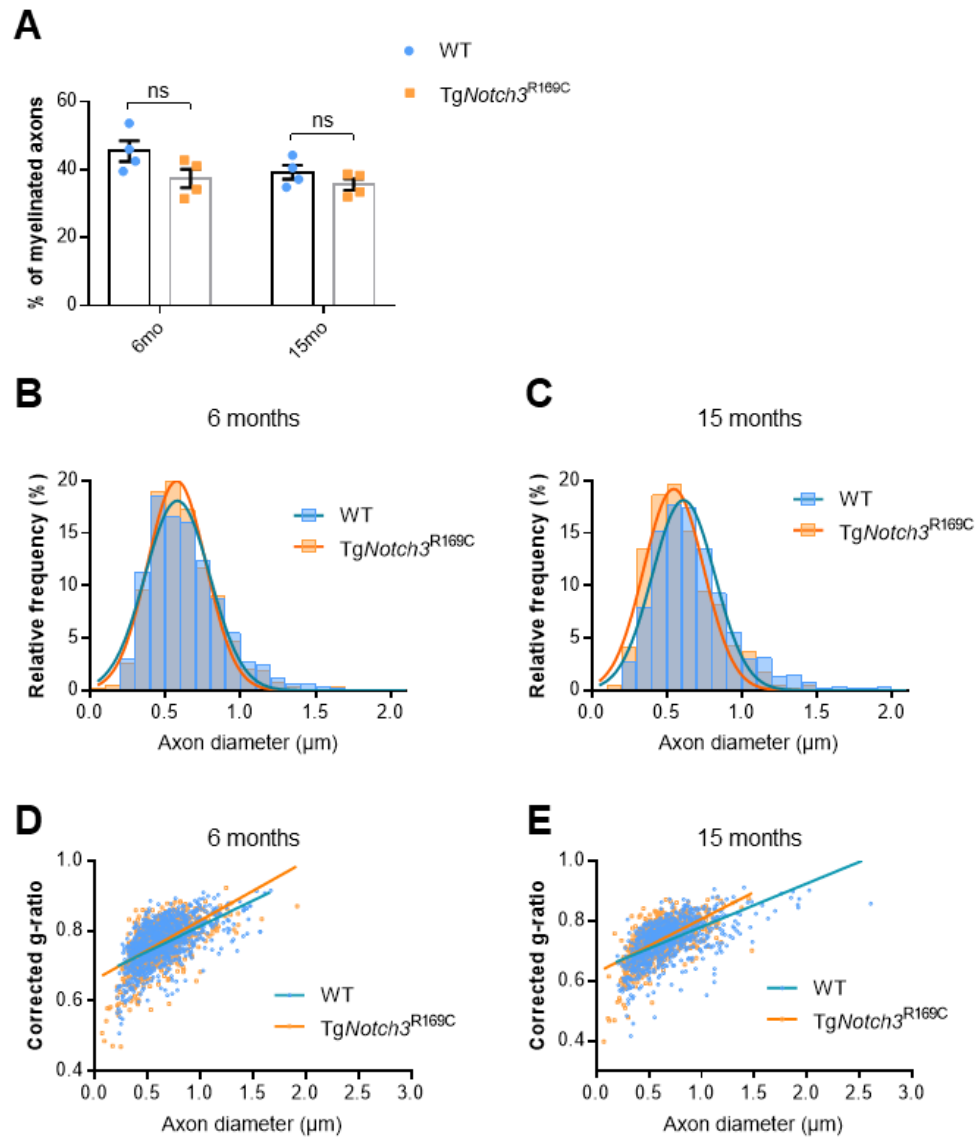 A
WT
TgNotch3R169C
% of myelinated axons
60
40
20
0
ns
ns
6mo
15mo
B
6 months
Relative frequency (%)
20
15
10
5
0
0.0 0.5 1.0 1.5 2.0
Axon diameter (µm)
WT
TgNotch3R169C
C
15 months
Relative frequency (%)
20
15
10
5
0
0.0 0.5 1.0 1.5 2.0
Axon diameter (µm)
WT
TgNotch3R169C
D
6 months
Corrected g-ratio
1.0
0.8
0.6
0.4
0.0 0.5 1.0 1.5 2.0 2.5 3.0
Axon diameter (µm)
WT
TgNotch3R169C
E
15 months
Corrected g-ratio
1.0
0.8
0.6
0.4
0.0 0.5 1.0 1.5 2.0 2.5 3.0
Axon diameter (µm)
WT
TgNotch3R169C